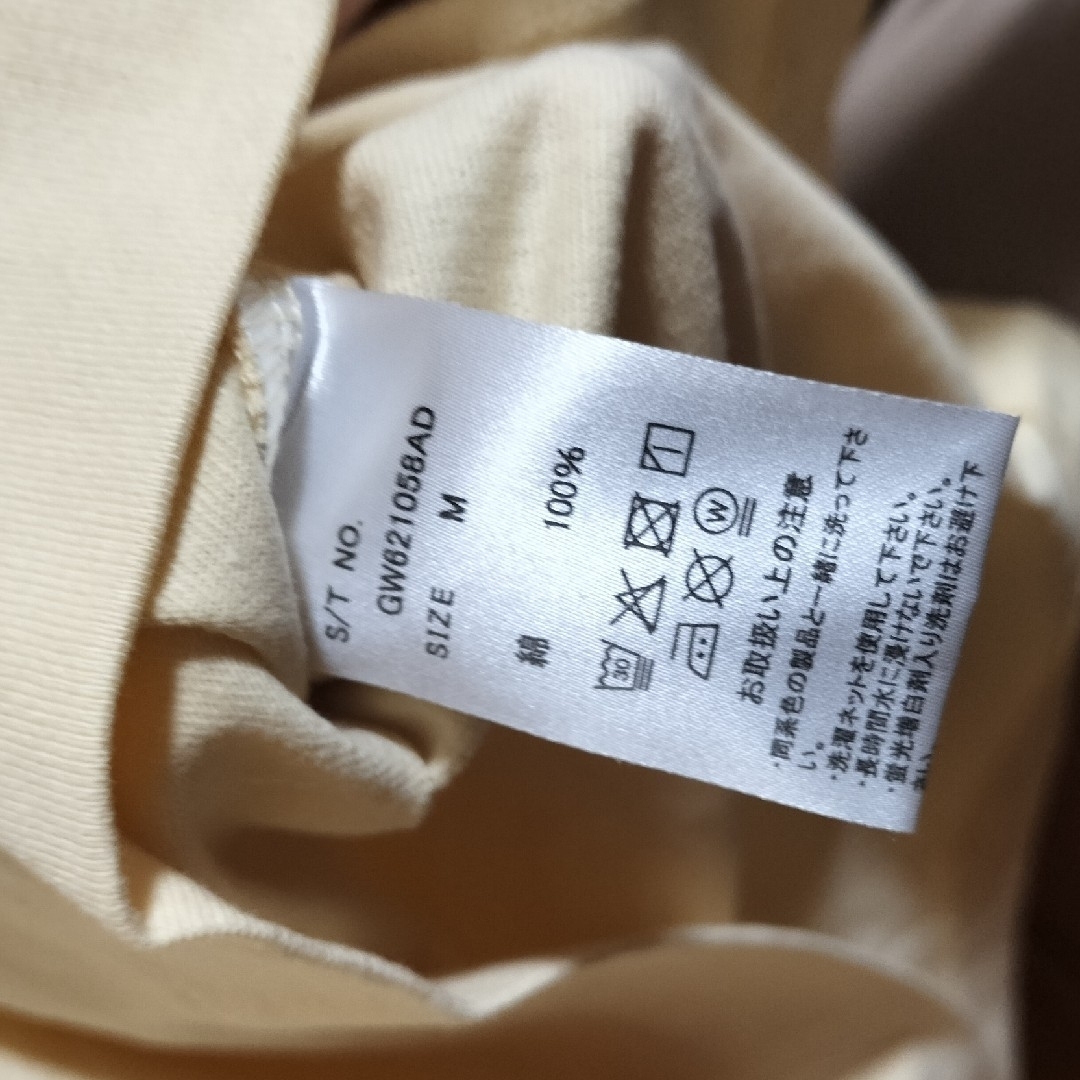 S/T NO.
GW621058AD
SIZE M
綿 100%
30
W
お取扱い上の注意
・同系色の製品と一緒に洗って下さ
い。
・洗濯ネットを使用して下さい。
・長時間水に浸けないで下さい。
・蛍光増白剤入り洗剤はお避け下
さい